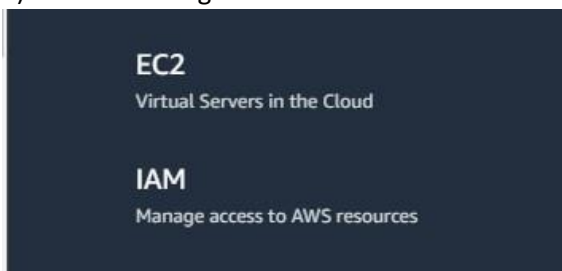 EC2
Virtual Servers in the Cloud
IAM
Manage access to AWS resources